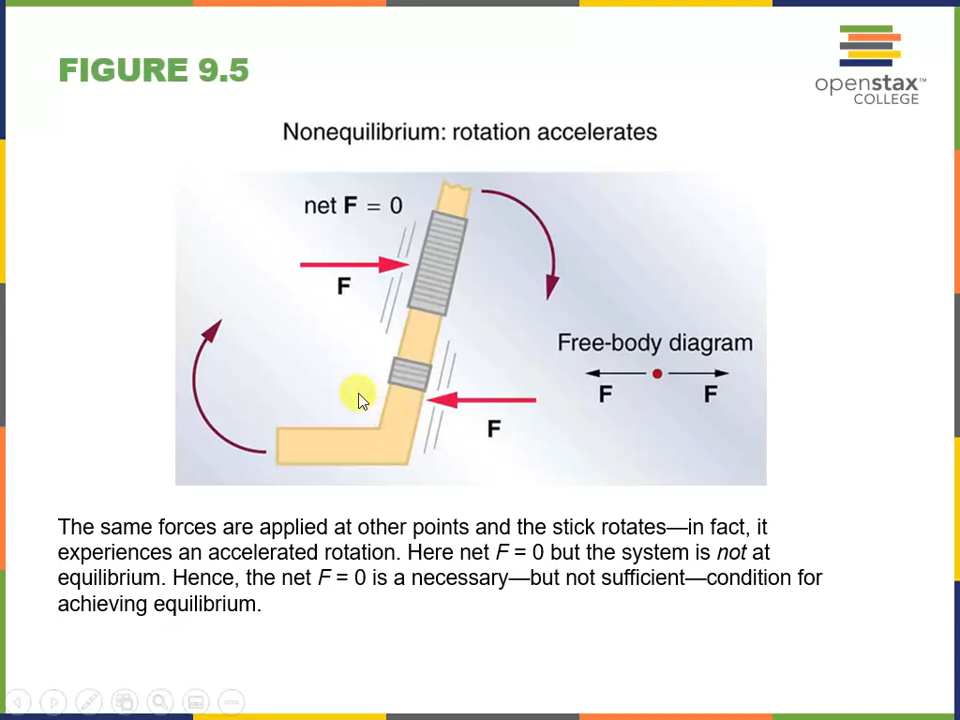 FIGURE 9.5
openstax™
COLLEGE
Nonequilibrium: rotation accelerates
net F = 0
F
F
Free-body diagram
F F
The same forces are applied at other points and the stick rotates—in fact, it
experiences an accelerated rotation. Here net F = 0 but the system is not at
equilibrium. Hence, the net F = 0 is a necessary—but not sufficient—condition for
achieving equilibrium.